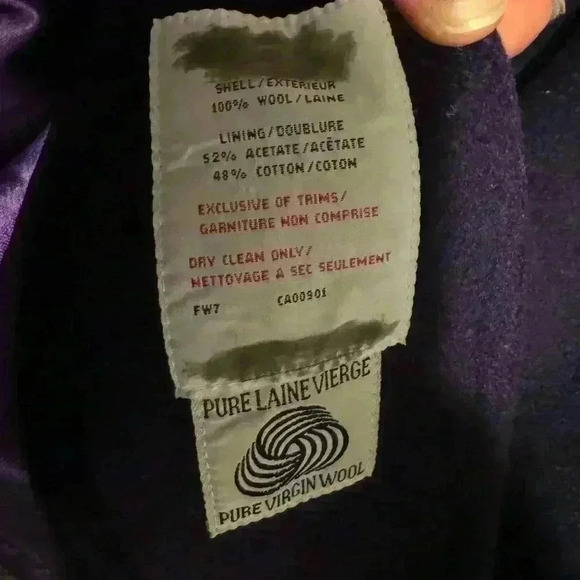 SHELL/EXTERIEUR
100% WOOL/LAINE
LINING/DOUBLURE
52% ACETATE/ACÉTATE
48% COTTON/COTON
EXCLUSIVE OF TRIMS/
GARNITURE NON COMPRISE
DRY CLEAN ONLY/
NETTOYAGE A SEC SEULEMENT
FW7 CA00901
PURE LAINE VIERGE
PURE VIRGIN WOOL